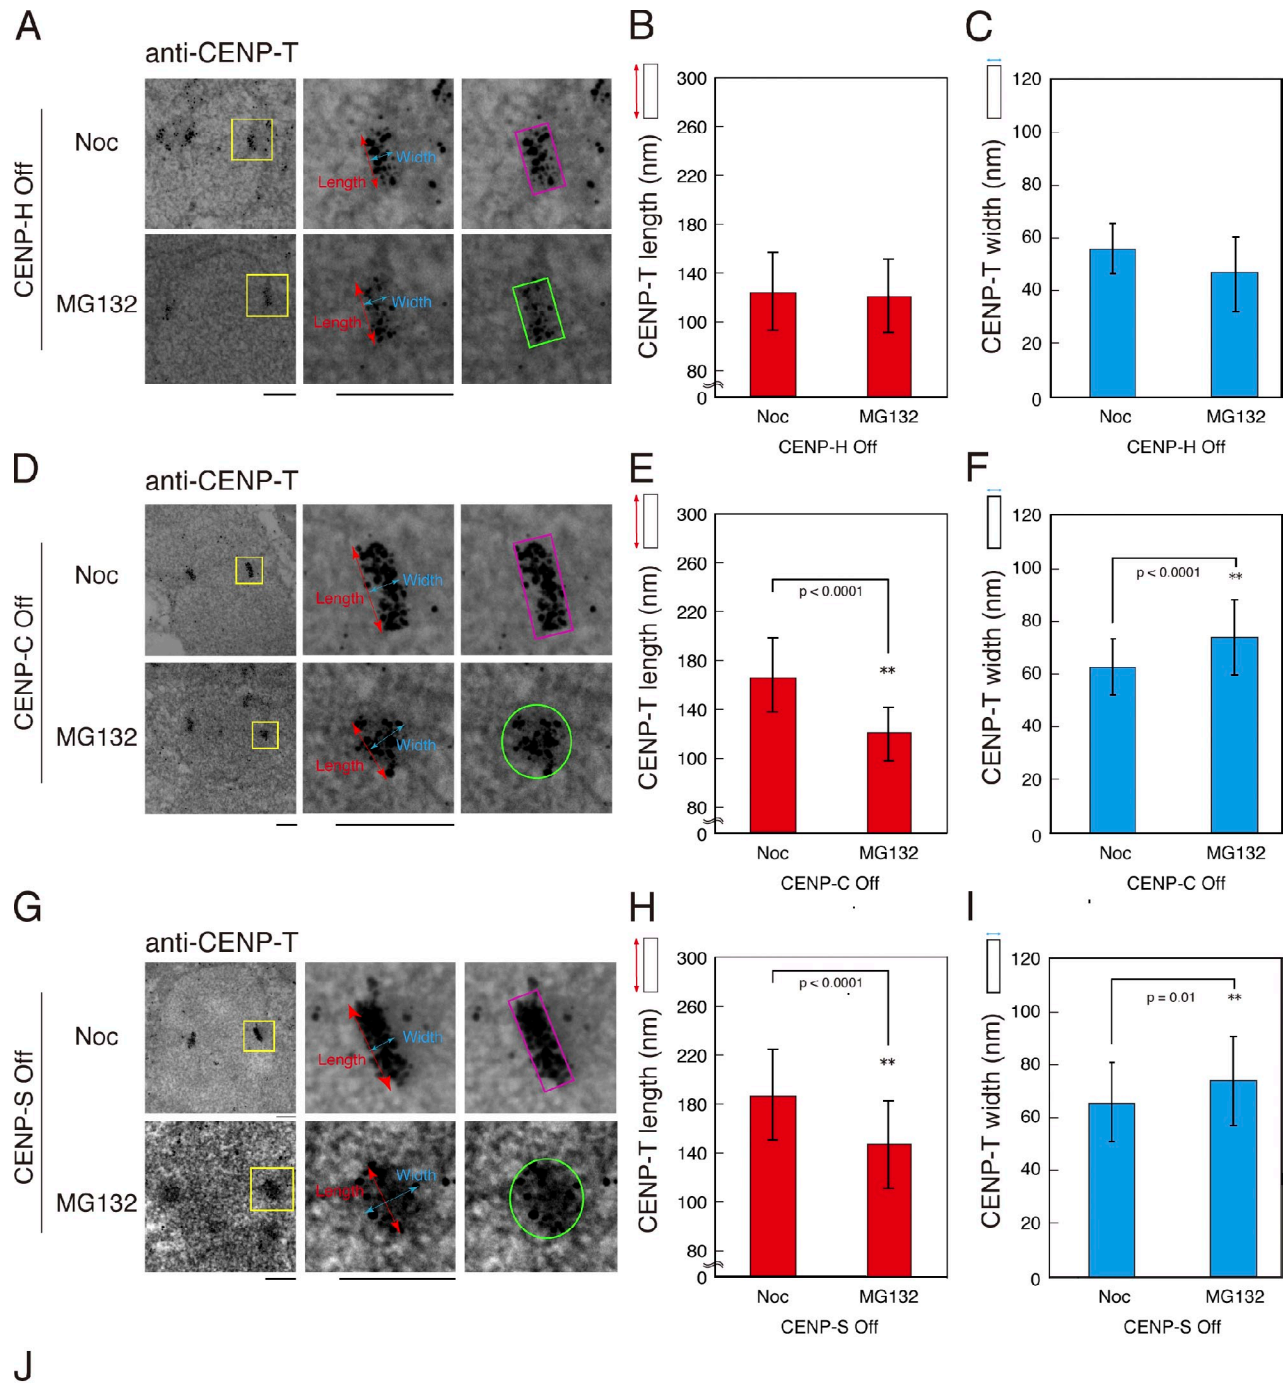 A
anti-CENP-T
CENP-H Off
Noc
Length
Width
MG132
Length
Width
B
CENP-T length (nm)
300
260
220
180
140
100
80
0
Noc
MG132
CENP-H Off
C
CENP-T width (nm)
120
100
80
60
40
20
0
Noc
MG132
CENP-H Off
D
anti-CENP-T
CENP-C Off
Noc
Length
Width
MG132
Length
Width
E
CENP-T length (nm)
300
260
220
180
140
100
80
0
p < 0.0001
**
Noc
MG132
CENP-C Off
F
CENP-T width (nm)
120
100
80
60
40
20
0
p < 0.0001
**
Noc
MG132
CENP-C Off
G
anti-CENP-T
CENP-S Off
Noc
Length
Width
MG132
Length
Width
H
CENP-T length (nm)
300
260
220
180
140
100
80
0
p < 0.0001
**
Noc
MG132
CENP-S Off
I
CENP-T width (nm)
120
100
80
60
40
20
0
p = 0.01
**
Noc
MG132
CENP-S Off
J